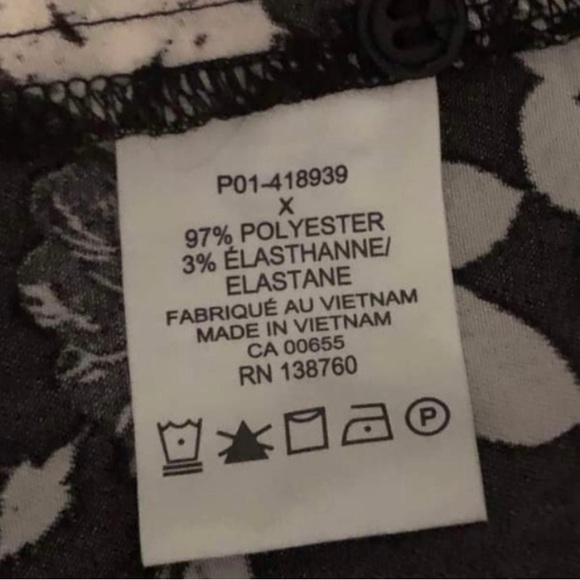 P01-418939
X
97% POLYESTER
3% ÉLASTHANNE/
ELASTANE
FABRIQUÉ AU VIETNAM
MADE IN VIETNAM
CA 00655
RN 138760
P